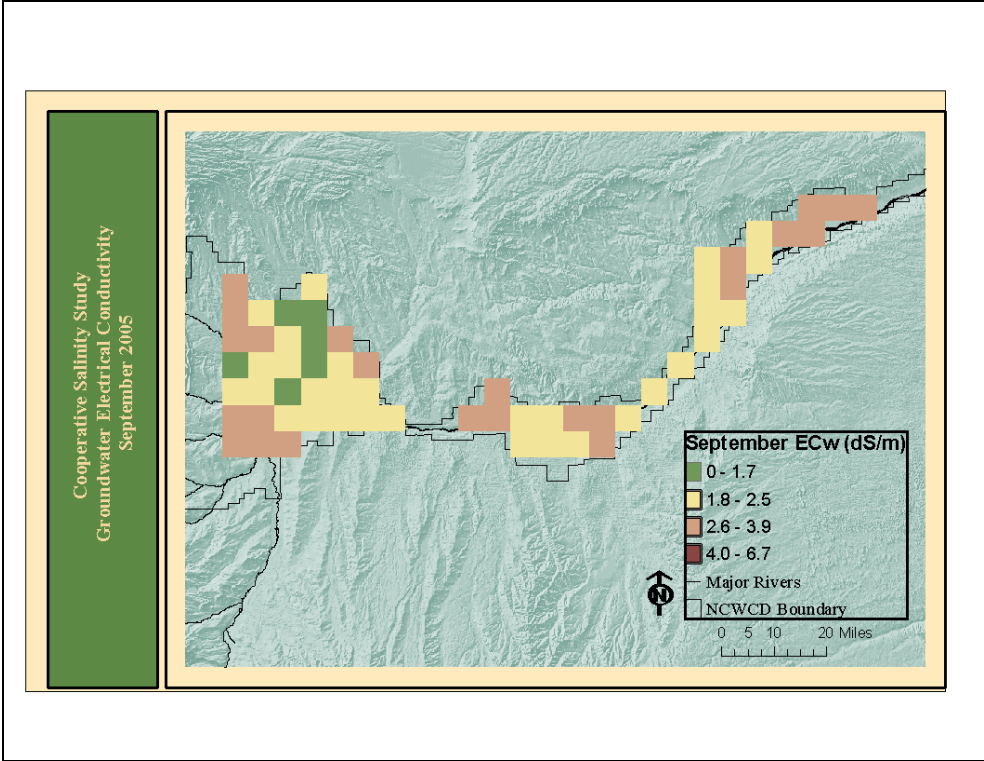 Cooperative Salinity Study
Groundwater Electrical Conductivity
September 2005
September ECw (dS/m)
0 - 1.7
1.8 - 2.5
2.6 - 3.9
4.0 - 6.7
Major Rivers
NCWCD Boundary
N
0 5 10 20 Miles